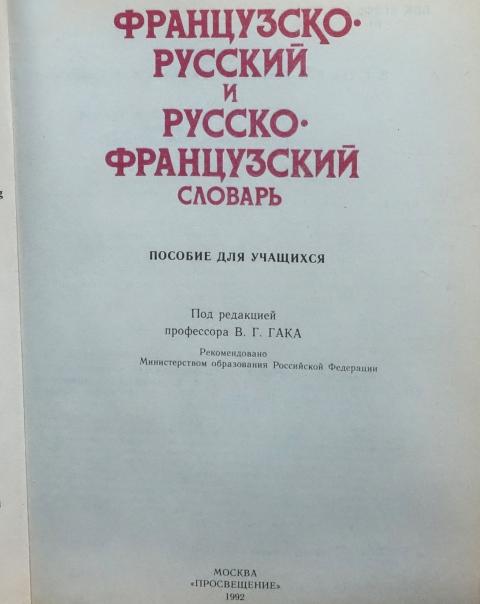 ФРАНЦУЗСКО-
РУССКИЙ
И
РУССКО-
ФРАНЦУЗСКИЙ
СЛОВАРЬ
ПОСОБИЕ ДЛЯ УЧАЩИХСЯ
Под редакцией
профессора В. Г. ГАКА
Рекомендовано
Министерством образования Российской Федерации
МОСКВА
«ПРОСВЕЩЕНИЕ»
1992